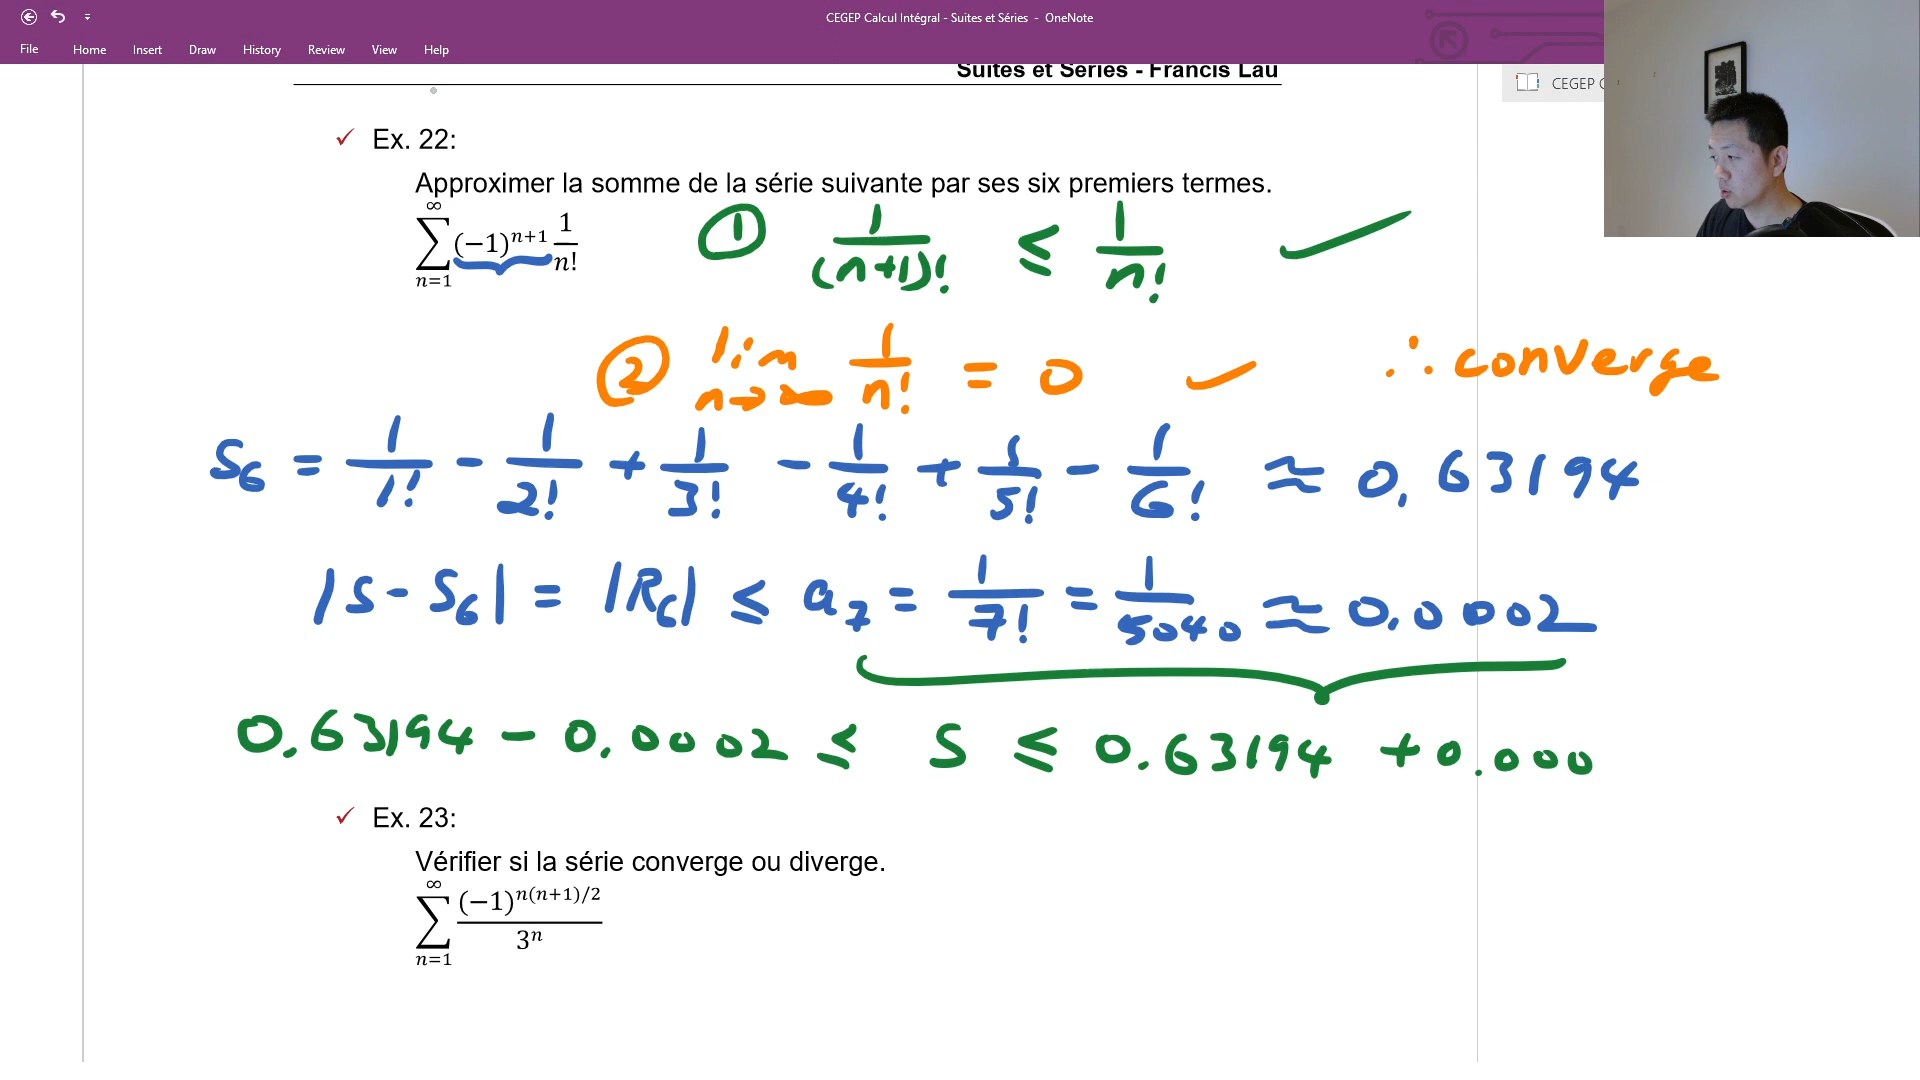 CEGEP Calcul Intégral - Suites et Séries - OneNote
File Home Insert Draw History Review View Help
Suites et Séries - Francis Lau
CEGEP
✓ Ex. 22:
Approximer la somme de la série suivante par ses six premiers termes.
∑_{n=1}^{∞} (−1)^{n+1} 1/n!
① 1/(n+1)! ≤ 1/n! ✓
② lim n→∞ 1/n! = 0 ✓ ∴ converge
S₆ = 1/1! - 1/2! + 1/3! - 1/4! + 1/5! - 1/6! ≈ 0,63194
|S - S₆| = |R₆| ≤ a₇ = 1/7! = 1/5040 ≈ 0,0002
0.63194 - 0.0002 ≤ S ≤ 0.63194 + 0.000
✓ Ex. 23:
Vérifier si la série converge ou diverge.
∑_{n=1}^{∞} (−1)^{n(n+1)/2}/3^n